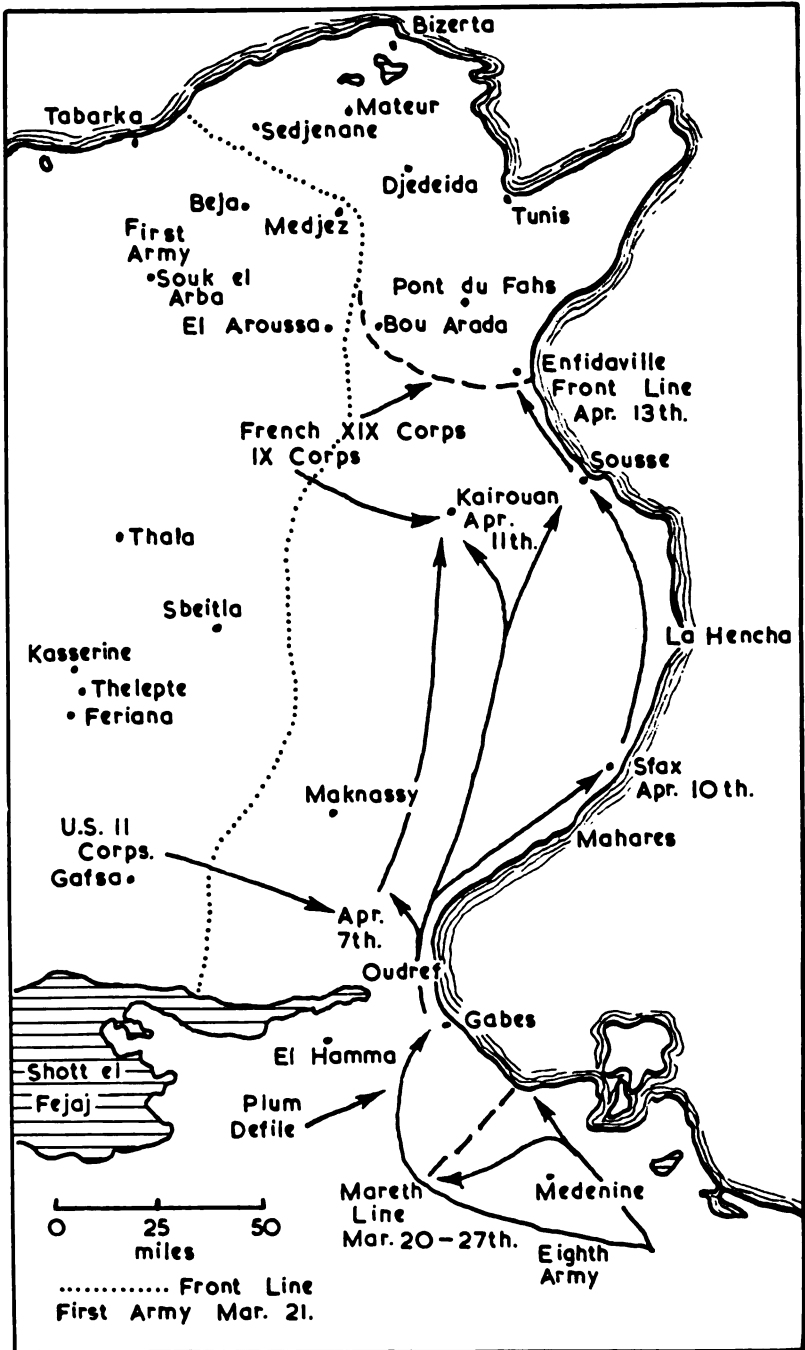 Bizerta
Tabarka
Mateur
Sedjenane
Djedeida
Beja
Medjez
Tunis
First
Army
Souk el
Arba
Pont du Fahs
El Aroussa
Bou Arada
Enfidaville
Front Line
Apr. 13th.
French XIX Corps
IX Corps
Sousse
Kairouan
Apr.
11th.
Thala
Sbeitla
La Hencha
Kasserine
Thelepte
Feriana
Sfax
Apr. 10th.
Maknassy
Mahares
U.S. II
Corps.
Gafsa
Apr.
7th.
Oudref
Gabes
El Hamma
Shott el
Fejaj
Plum
Defile
Mareth
Line
Mar. 20-27th.
Medenine
Eighth
Army
0 25 50
miles
............. Front Line
First Army Mar. 21.